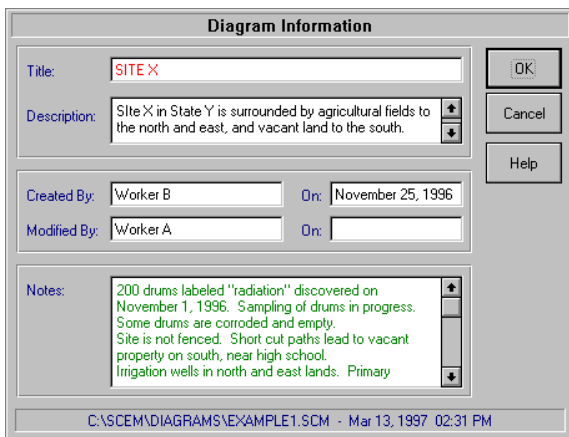 Diagram Information
Title: SITE X
OK
Description: SIte X in State Y is surrounded by agricultural fields to
the north and east, and vacant land to the south.
Cancel
Help
Created By: Worker B On: November 25, 1996
Modified By: Worker A On:
Notes: 200 drums labeled "radiation" discovered on
November 1, 1996. Sampling of drums in progress.
Some drums are corroded and empty.
Site is not fenced. Short cut paths lead to vacant
property on south, near high school.
Irrigation wells in north and east lands. Primary
C:\SCEM\DIAGRAMS\EXAMPLE1.SCM - Mar 13, 1997 02:31 PM